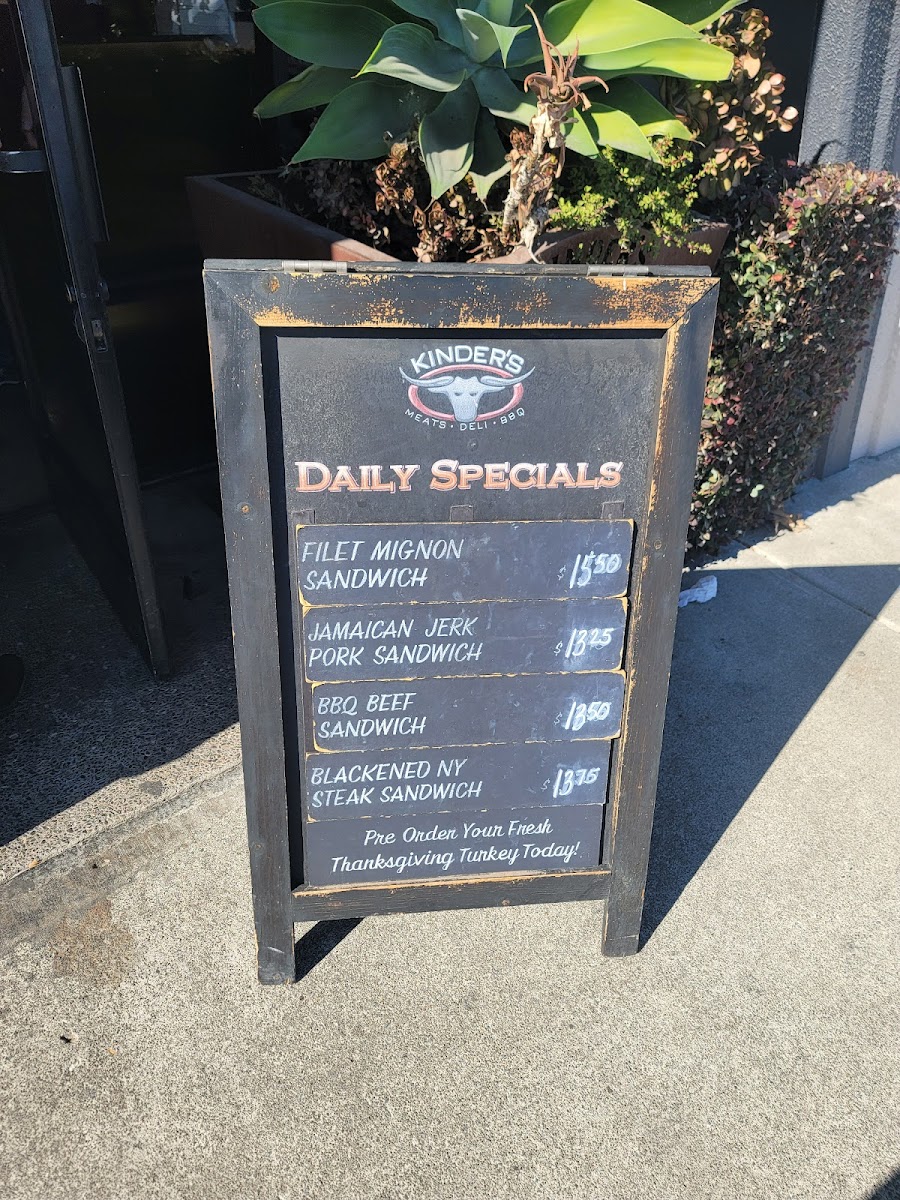 KINDER'S
MEATS • DELI • BBQ
DAILY SPECIALS
FILET MIGNON
SANDWICH $15.50
JAMAICAN JERK
PORK SANDWICH $13.25
BBQ BEEF
SANDWICH $13.50
BLACKENED NY
STEAK SANDWICH $13.75
Pre Order Your Fresh
Thanksgiving Turkey Today!